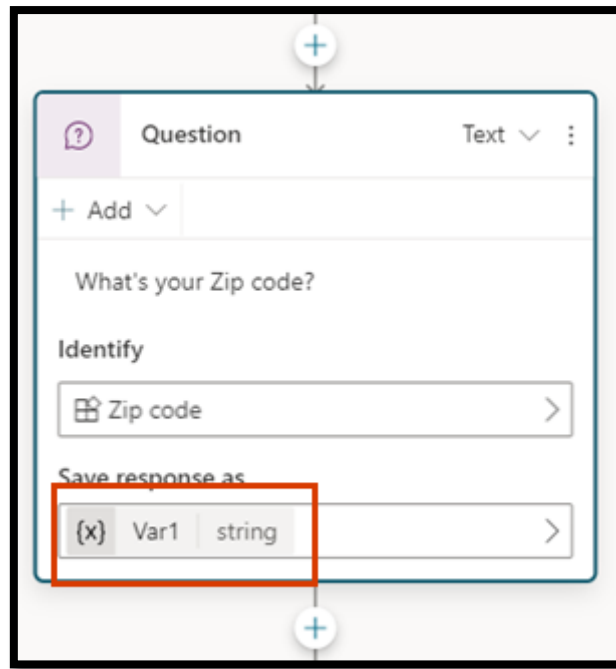 Question Text
+ Add
What's your Zip code?
Identify
Zip code
Save response as
{x} Var1 string